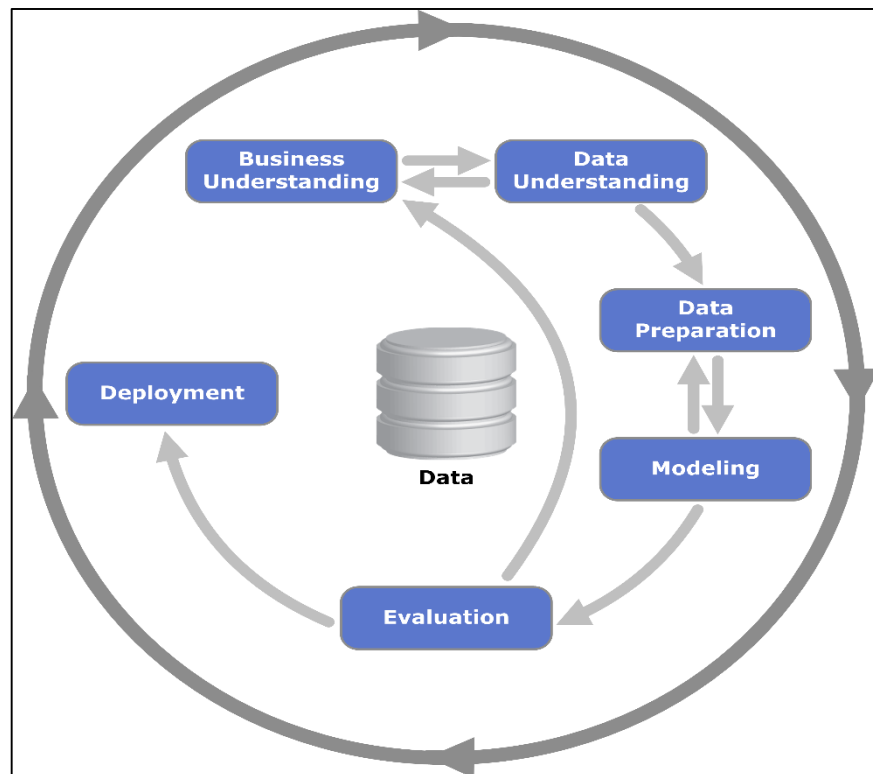 Business
Understanding
Data
Understanding
Data
Preparation
Deployment
Modeling
Data
Evaluation